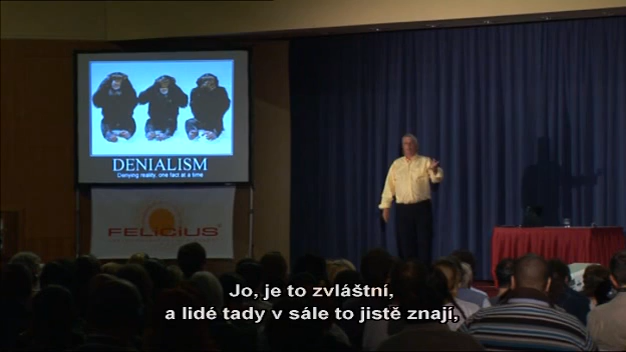 DENIALISM
Denying reality, one fact at a time
FELICIUS
Jo, je to zvláštní,
a lidé tady v sále to jistě znají,